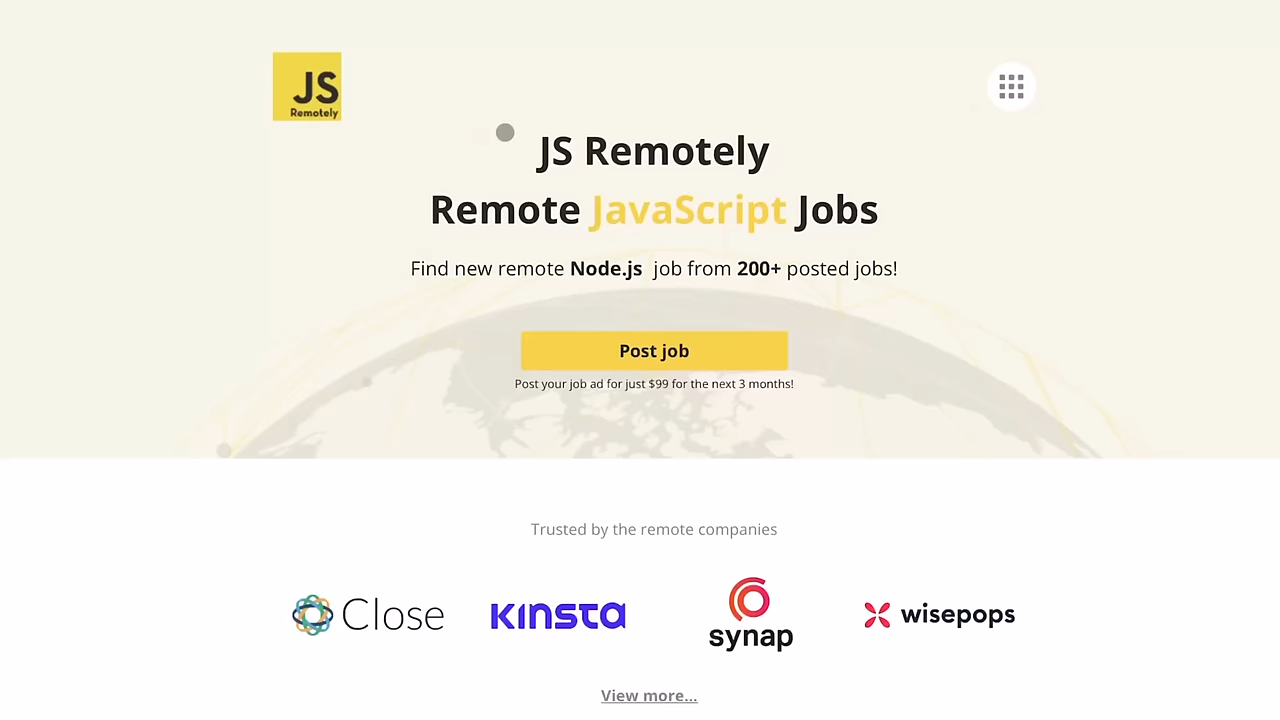 JS
Remotely
JS Remotely
Remote JavaScript Jobs
Find new remote Node.js job from 200+ posted jobs!
Post job
Post your job ad for just $99 for the next 3 months!
Trusted by the remote companies
Close
Kinsta
synap
wisepops
View more...